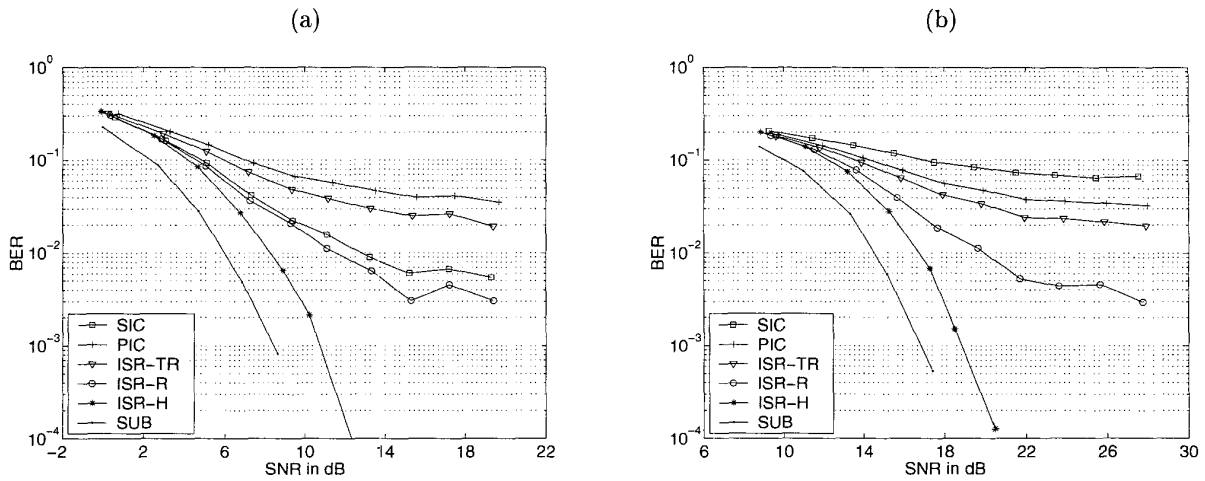 (a)
10^0
10^-1
10^-2
10^-3
10^-4
BER
SIC
PIC
ISR-TR
ISR-R
ISR-H
SUB
-2 2 6 10 14 18 22
SNR in dB
(b)
10^0
10^-1
10^-2
10^-3
10^-4
BER
SIC
PIC
ISR-TR
ISR-R
ISR-H
SUB
6 10 14 18 22 26 30
SNR in dB